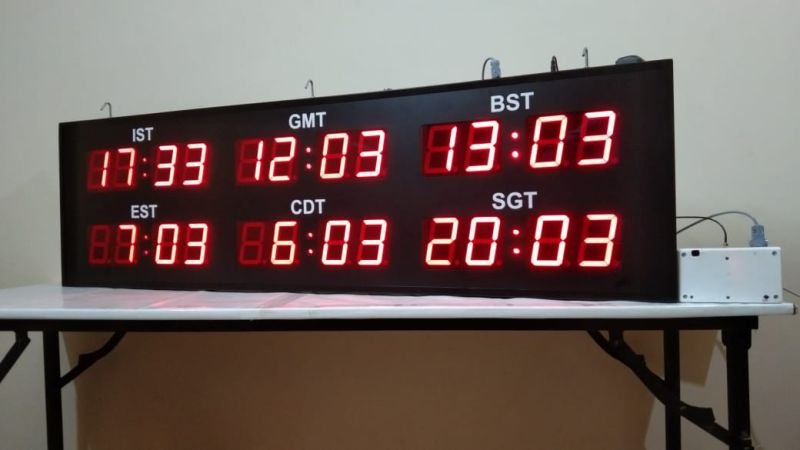 IST GMT BST
17:33 12:03 13:03
EST CDT SGT
7:03 6:03 20:03